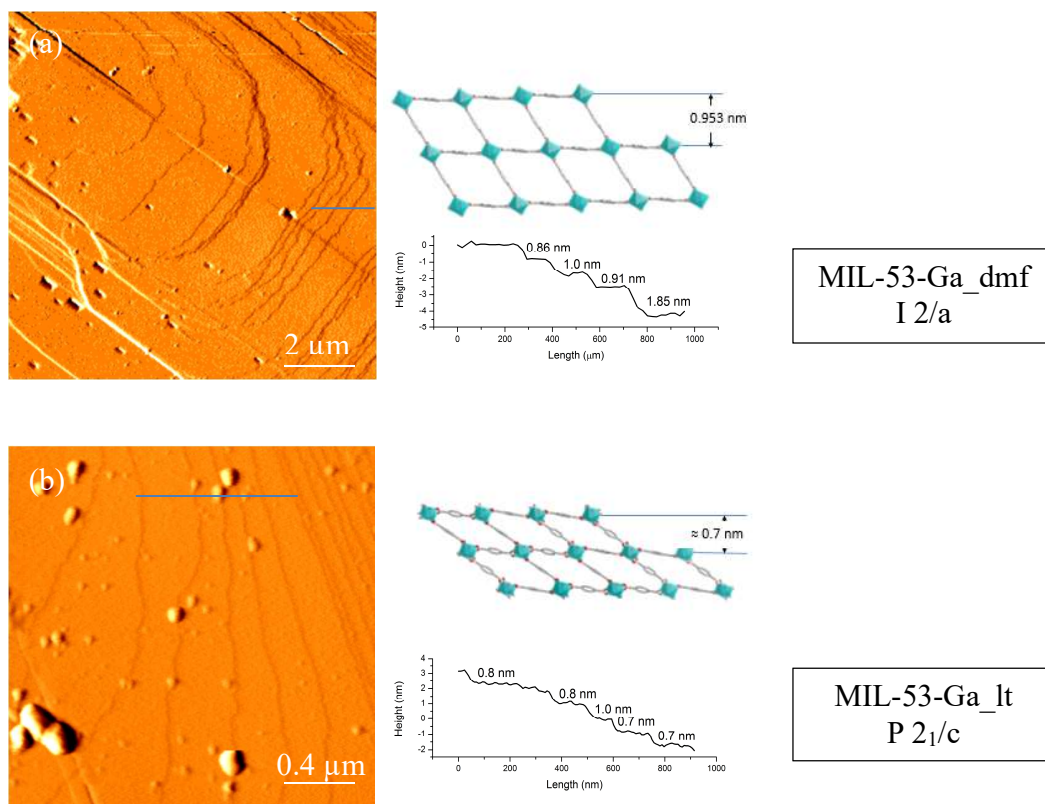 (a)
2 µm
0.953 nm
0.86 nm
1.0 nm
0.91 nm
1.85 nm
Height (nm)
0
-1
-2
-3
-4
-5
0 200 400 600 800 1000
Length (µm)
MIL-53-Ga_dmf
I 2/a
(b)
0.4 µm
≈ 0.7 nm
0.8 nm
0.8 nm
1.0 nm
0.7 nm
0.7 nm
Height (nm)
4
3
2
1
0
-1
-2
0 200 400 600 800 1000
Length (nm)
MIL-53-Ga_lt
P 2₁/c